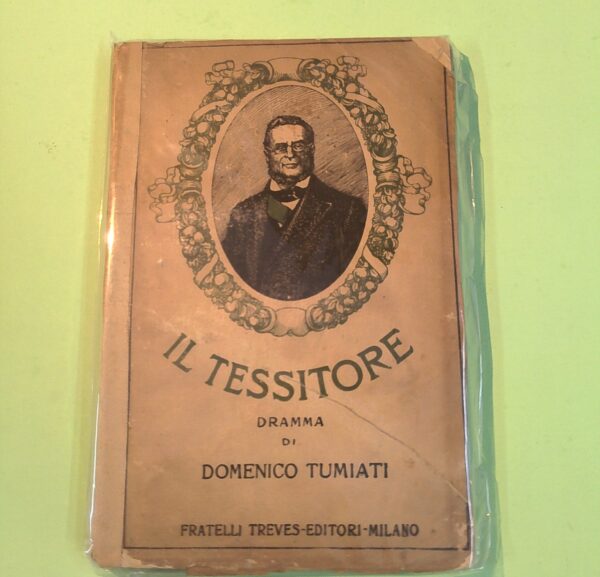 IL TESSITORE
DRAMMA
DI
DOMENICO TUMIATI
FRATELLI TREVES-EDITORI-MILANO